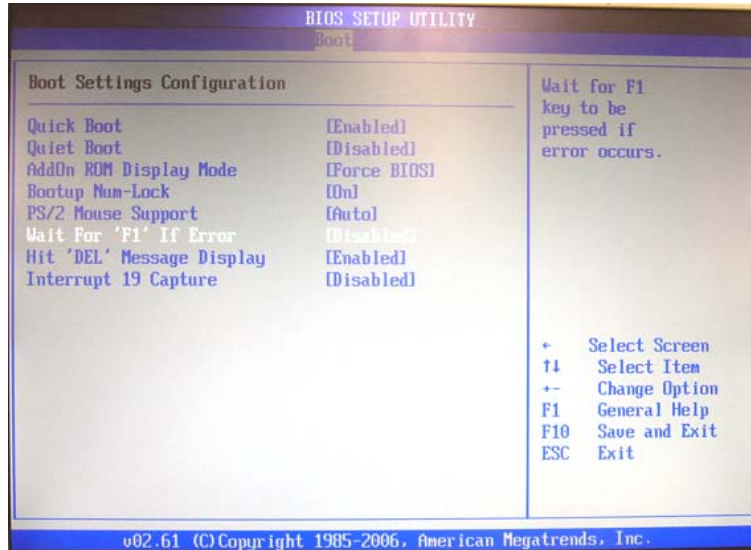 BIOS SETUP UTILITY
Boot
Boot Settings Configuration
Quick Boot [Enabled]
Quiet Boot [Disabled]
AddOn ROM Display Mode [Force BIOS]
Bootup Num-Lock [On]
PS/2 Mouse Support [Auto]
Wait For 'F1' If Error [Disabled]
Hit 'DEL' Message Display [Enabled]
Interrupt 19 Capture [Disabled]
Wait for F1
key to be
pressed if
error occurs.
← Select Screen
↑↓ Select Item
+- Change Option
F1 General Help
F10 Save and Exit
ESC Exit
v02.61 (C)Copyright 1985-2006, American Megatrends, Inc.